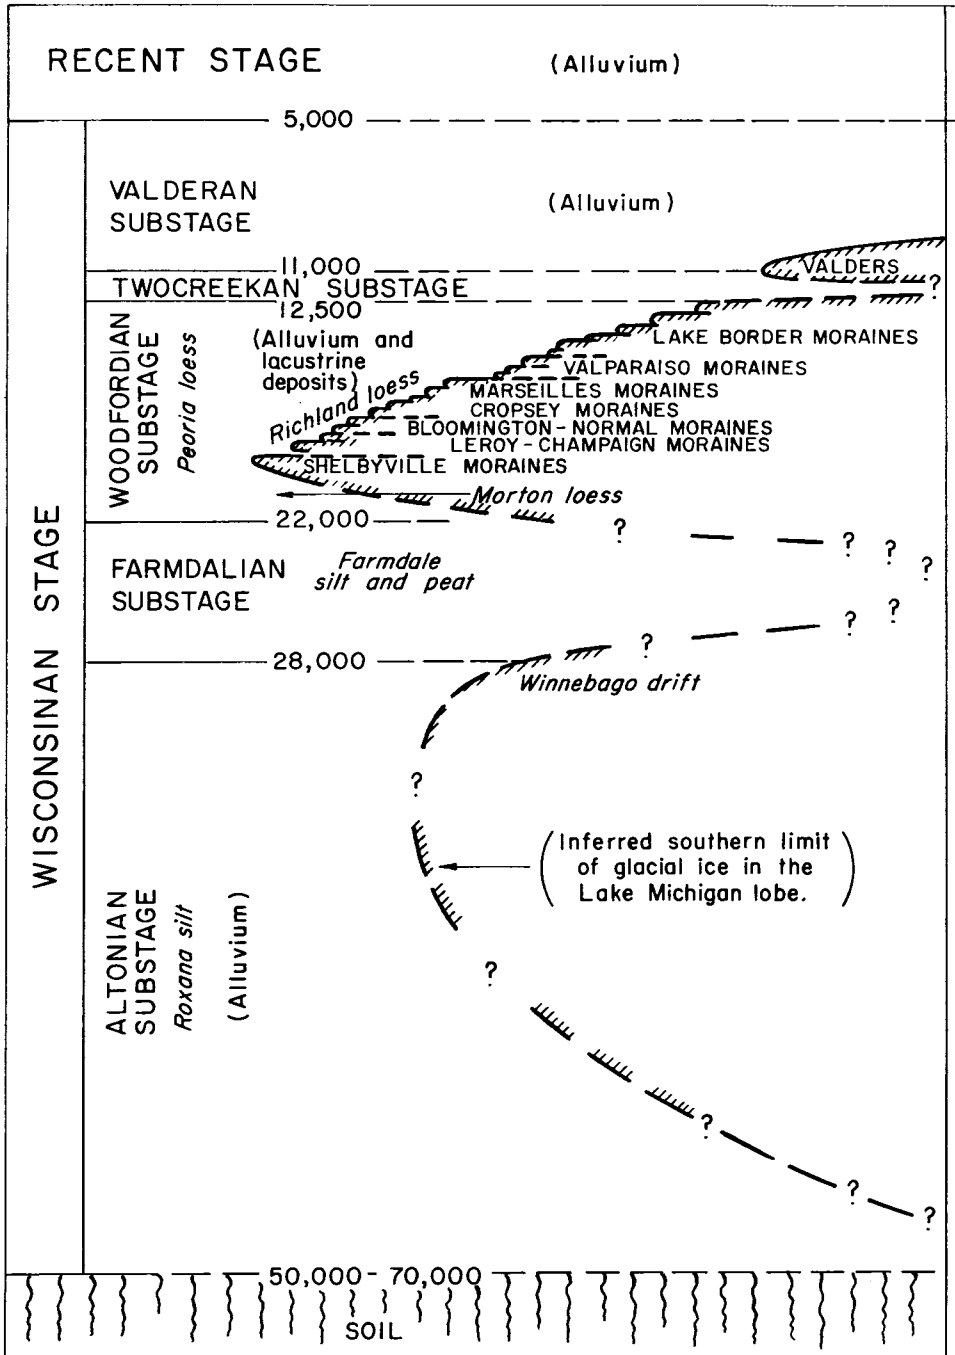 RECENT STAGE (Alluvium)
5,000
VALDERAN
SUBSTAGE
(Alluvium)
11,000
VALDERS
TWOCREEKAN SUBSTAGE
?
12,500
WOODFORDIAN
SUBSTAGE
Peoria loess
(Alluvium and
lacustrine
deposits)
Richland loess
LAKE BORDER MORAINES
VALPARAISO MORAINES
MARSEILLES MORAINES
CROPSEY MORAINES
BLOOMINGTON-NORMAL MORAINES
LEROY-CHAMPAIGN MORAINES
SHELBYVILLE MORAINES
Morton loess
22,000
? ? ? ?
FARMDALIAN
SUBSTAGE
Farmdale
silt and peat
? ? ?
28,000
Winnebago drift
WISCONSINAN STAGE
?
(Inferred southern limit
of glacial ice in the
Lake Michigan lobe.)
ALTONIAN
SUBSTAGE
Roxana silt
(Alluvium)
?
?
?
?
50,000-70,000
SOIL